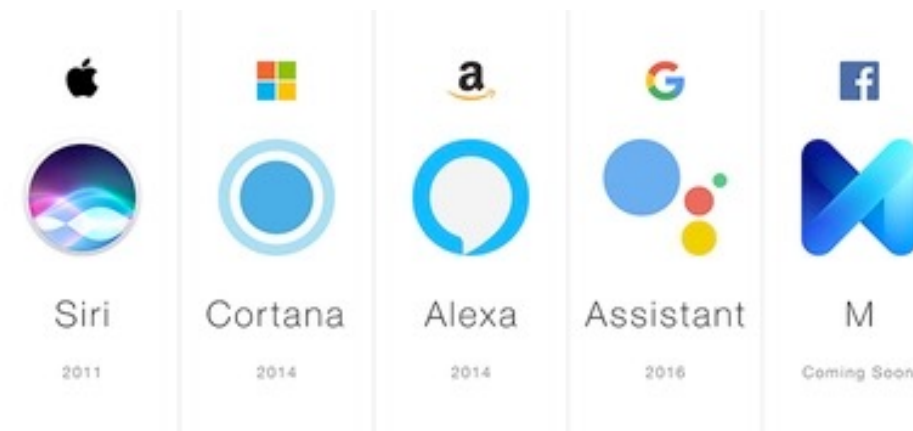 a
G
f
Siri
Cortana
Alexa
Assistant
M
2011
2014
2014
2016
Coming Soon